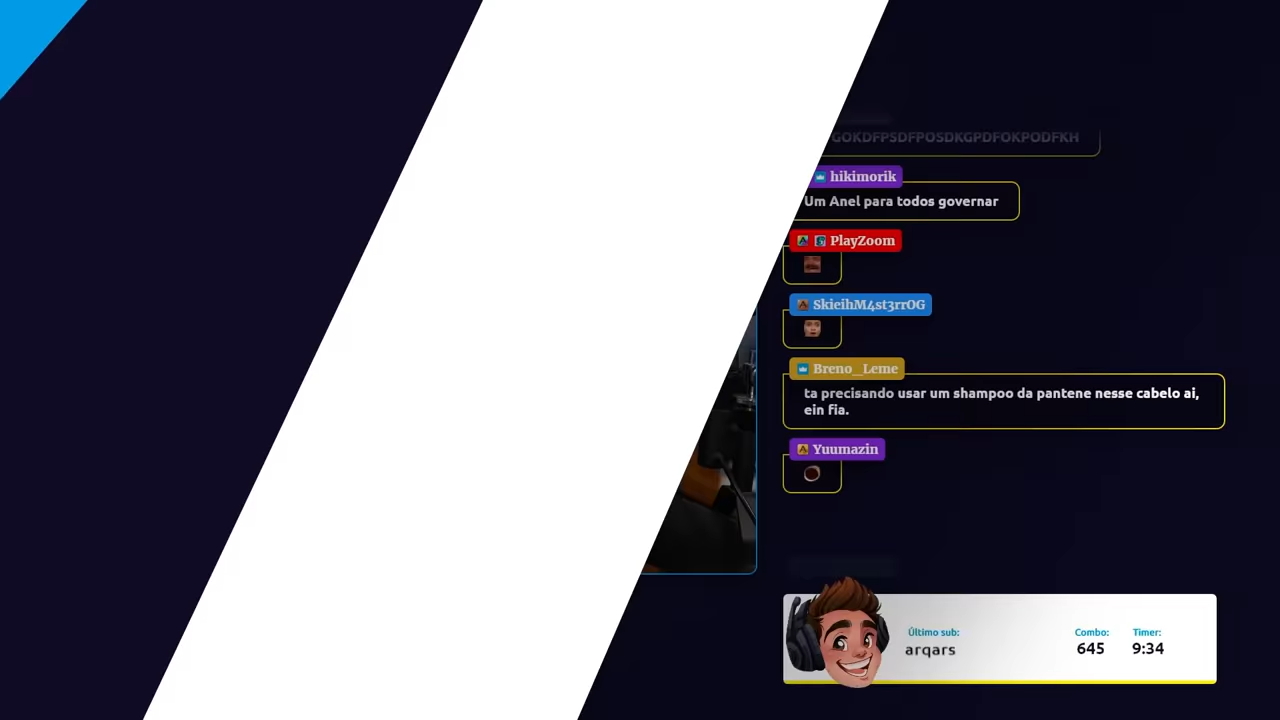 GOKDFPSDFPOSDKGPDFOKPODFKH
hikimorik
Um Anel para todos governar
PlayZoom
SkieihM4st3rrOG
Breno_Leme
ta precisando usar um shampoo da pantene nesse cabelo ai,
ein fia.
Yuumazin
Último sub:
arqars
Combo:
645
Timer:
9:34